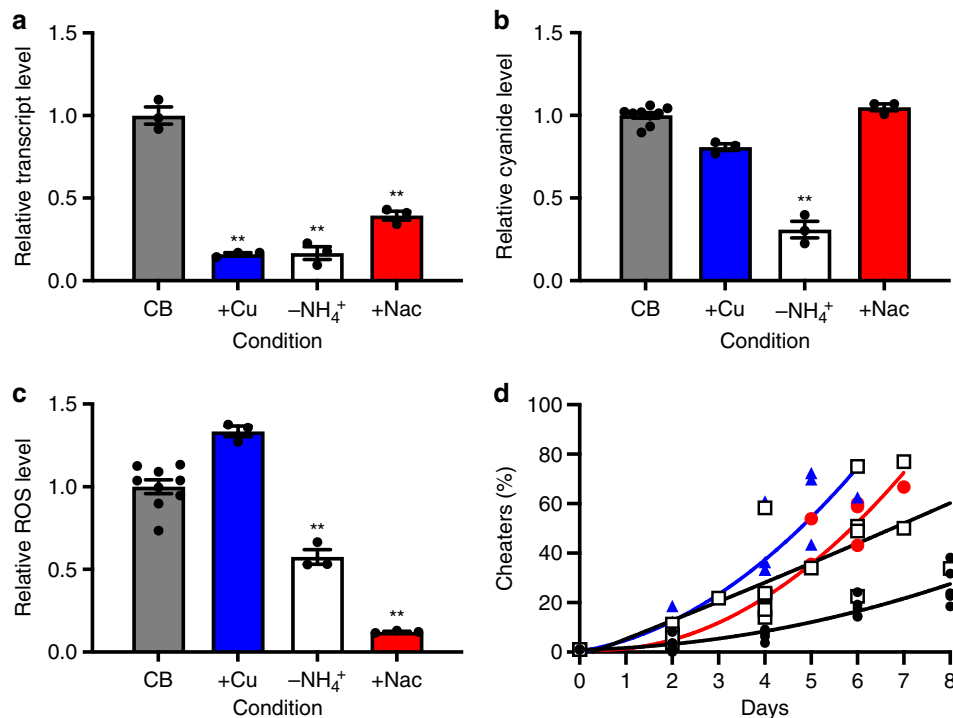 a
Relative transcript level
1.5
1.0
0.5
0.0
**
**
**
CB
+Cu
–NH₄⁺
+Nac
Condition
b
Relative cyanide level
1.5
1.0
0.5
0.0
**
CB
+Cu
–NH₄⁺
+Nac
Condition
c
Relative ROS level
1.5
1.0
0.5
0.0
**
**
CB
+Cu
–NH₄⁺
+Nac
Condition
d
Cheaters (%)
100
80
60
40
20
0
0 1 2 3 4 5 6 7 8
Days